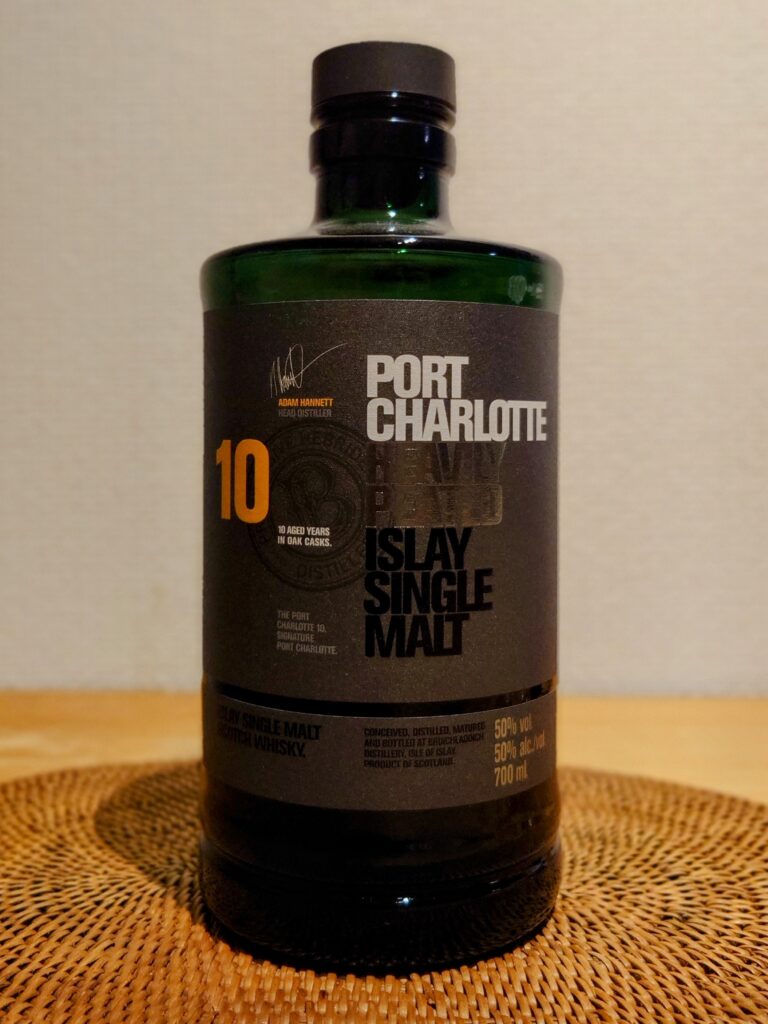 ADAM HANNETT
HEAD DISTILLER
PORT
CHARLOTTE
HEAVILY
PEATED
ISLAY
SINGLE
MALT
10
10 AGED YEARS
IN OAK CASKS.
THE PORT
CHARLOTTE 10.
SIGNATURE
PORT CHARLOTTE.
ISLAY SINGLE MALT
SCOTCH WHISKY.
CONCEIVED, DISTILLED, MATURED
AND BOTTLED AT BRUICHLADDICH
DISTILLERY, ISLE OF ISLAY.
PRODUCT OF SCOTLAND.
50% vol
50% alc./vol
700 ml